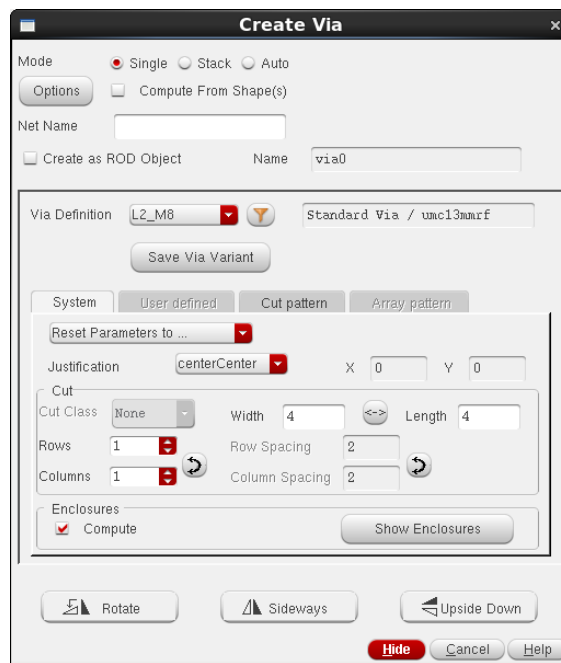 Create Via
Mode Single Stack Auto
Options Compute From Shape(s)
Net Name
Create as ROD Object Name via0
Via Definition L2_M8 Standard Via / umc13mmrf
Save Via Variant
System User defined Cut pattern Array pattern
Reset Parameters to ...
Justification centerCenter X 0 Y 0
Cut
Cut Class None Width 4 <-> Length 4
Rows 1 Row Spacing 2
Columns 1 Column Spacing 2
Enclosures
Compute Show Enclosures
Rotate Sideways Upside Down
Hide Cancel Help